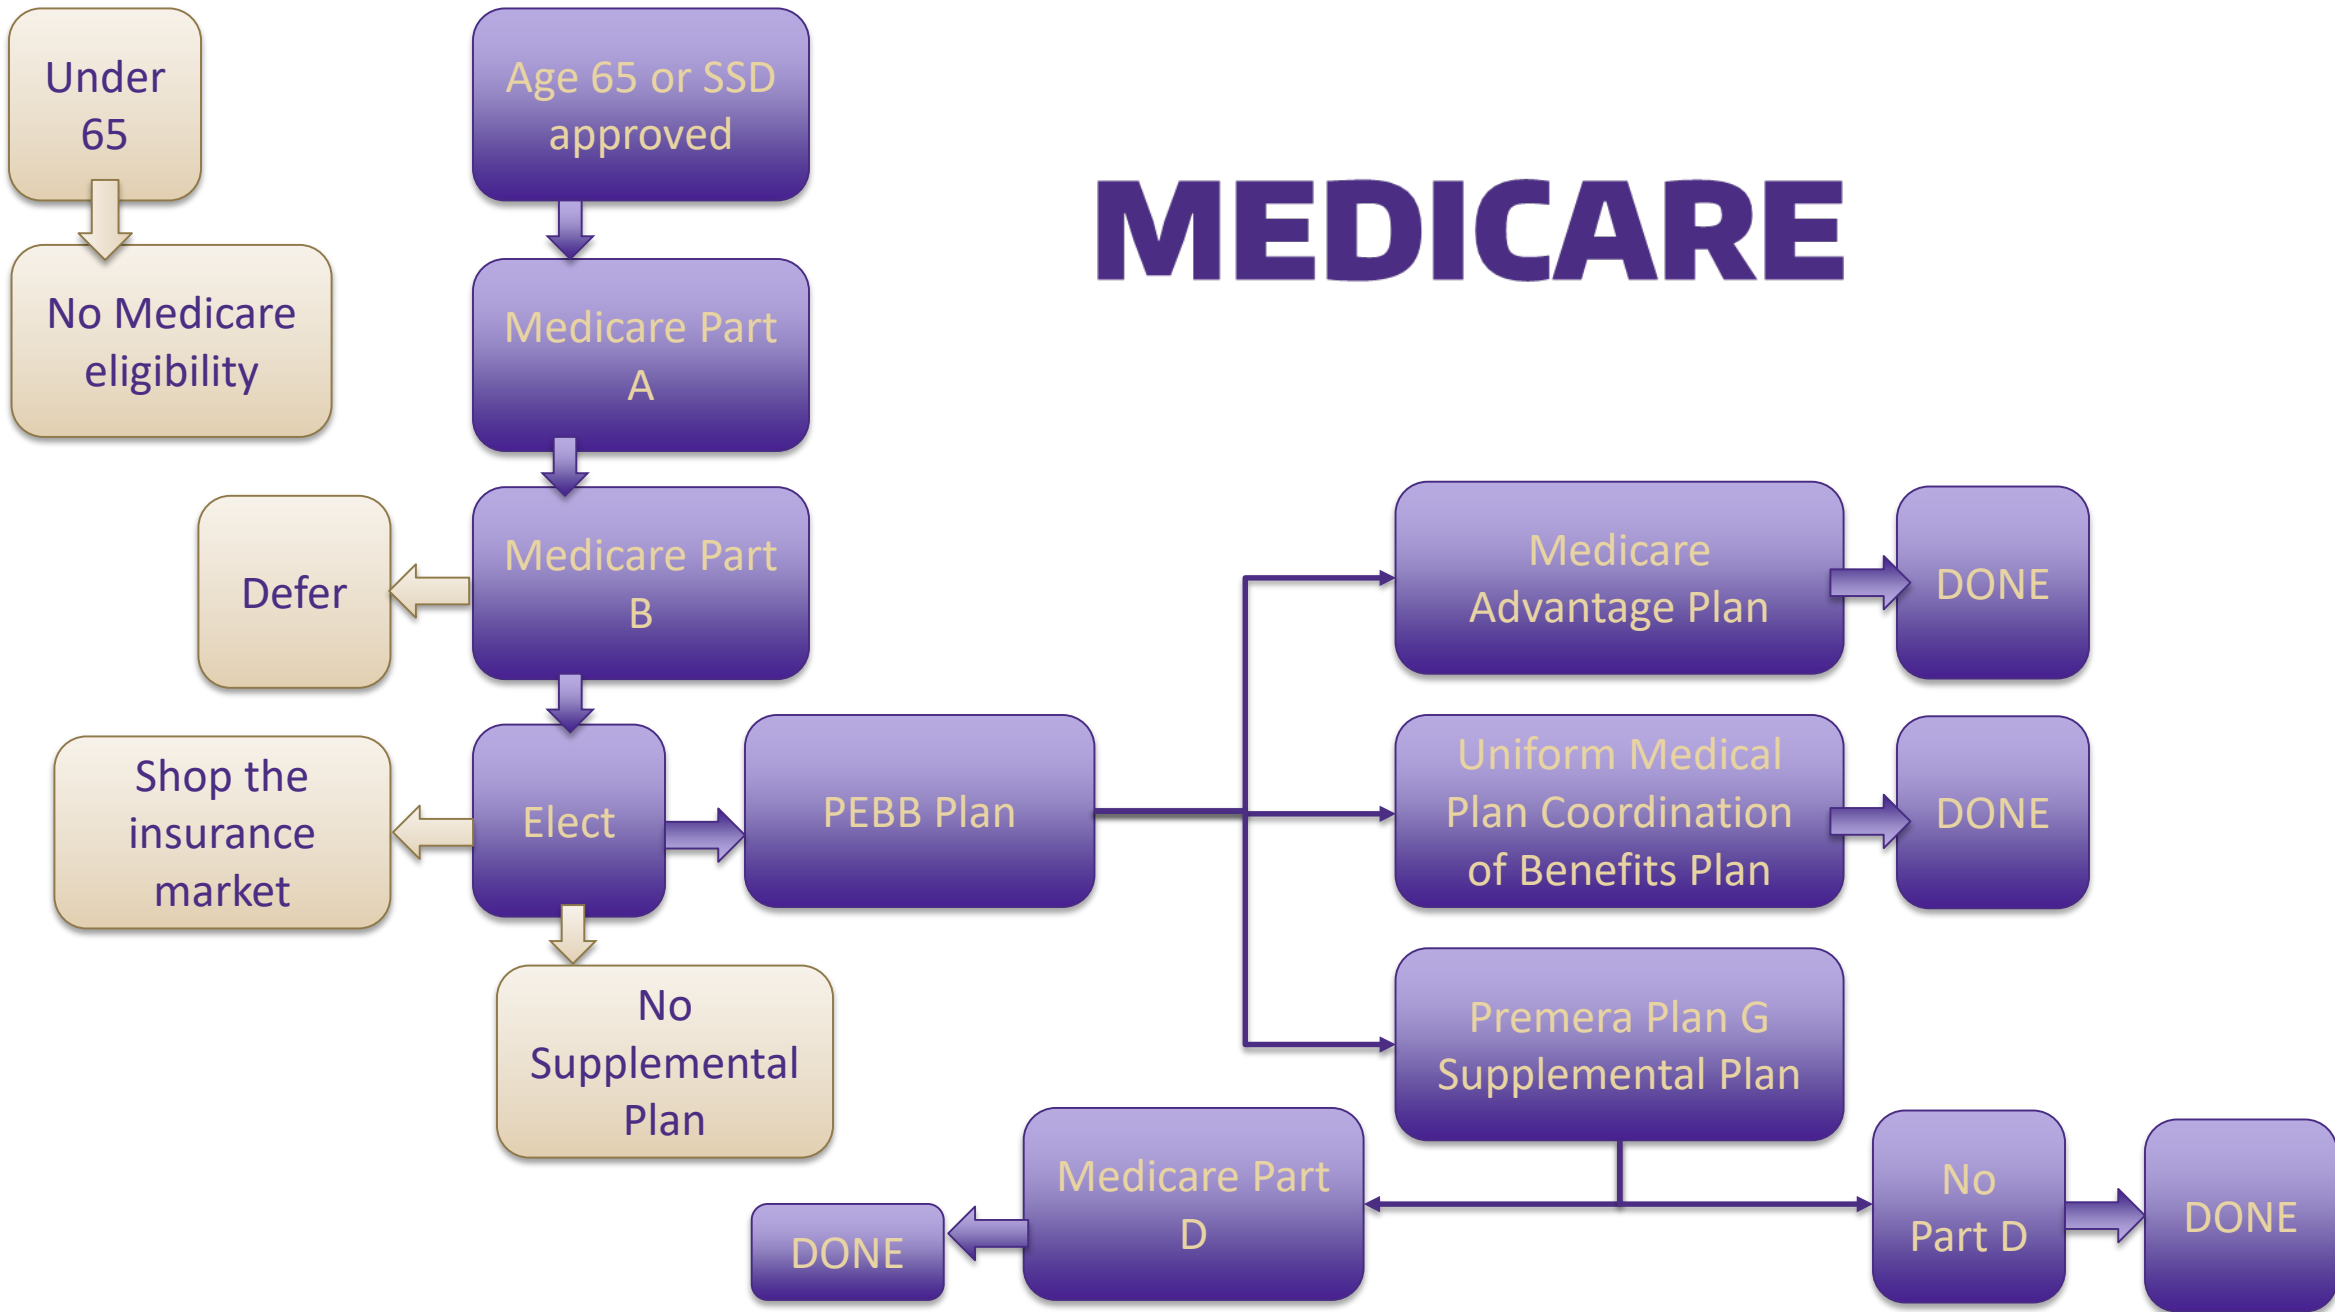 Under
65
Age 65 or SSD
approved
MEDICARE
No Medicare
eligibility
Medicare Part
A
Defer
Medicare Part
B
Medicare
Advantage Plan
DONE
Shop the
insurance
market
Elect
PEBB Plan
Uniform Medical
Plan Coordination
of Benefits Plan
DONE
No
Supplemental
Plan
Premera Plan G
Supplemental Plan
DONE
Medicare Part
D
No
Part D
DONE